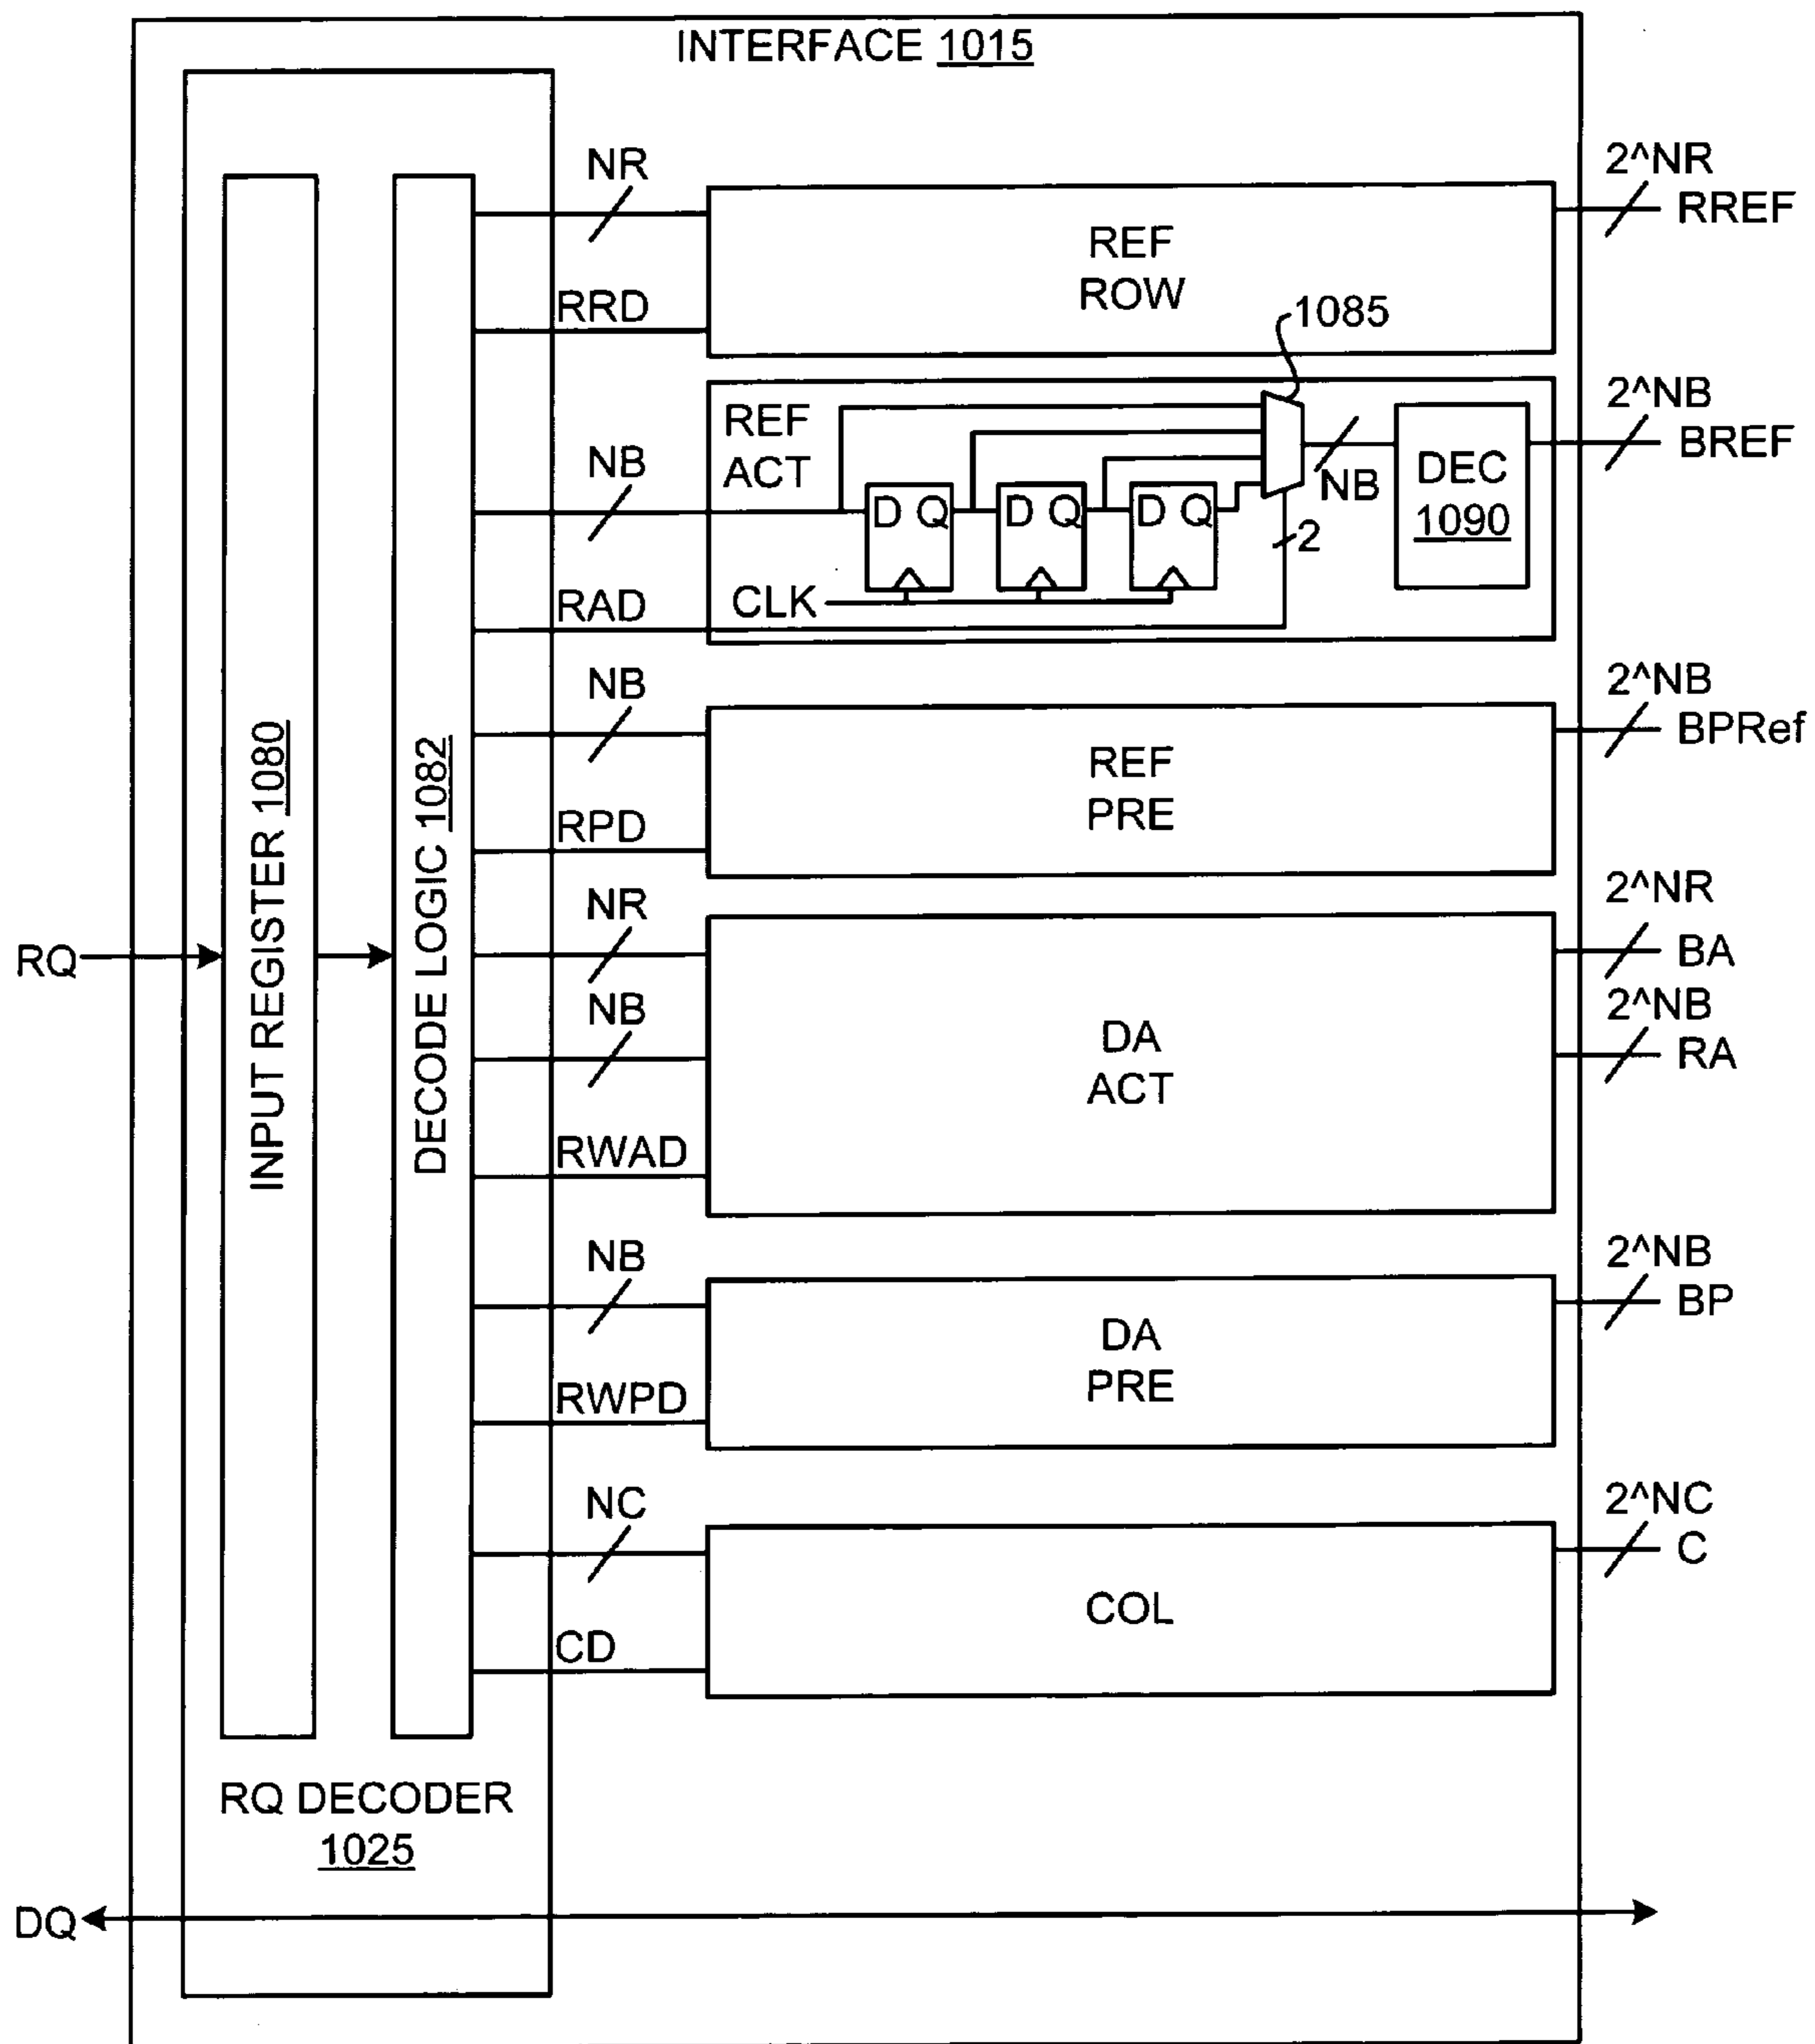 INTERFACE 1015
NR
2^NR
RREF
REF
ROW
RRD
1085
2^NB
BREF
REF
ACT
NB
NB
DEC
1090
D Q
D Q
D Q
2
CLK
RAD
NB
2^NB
BPRef
REF
PRE
RPD
INPUT REGISTER 1080
DECODE LOGIC 1082
NR
2^NR
BA
RQ
NB
2^NB
RA
DA
ACT
RWAD
NB
2^NB
BP
DA
PRE
RWPD
NC
2^NC
C
COL
CD
RQ DECODER
1025
DQ